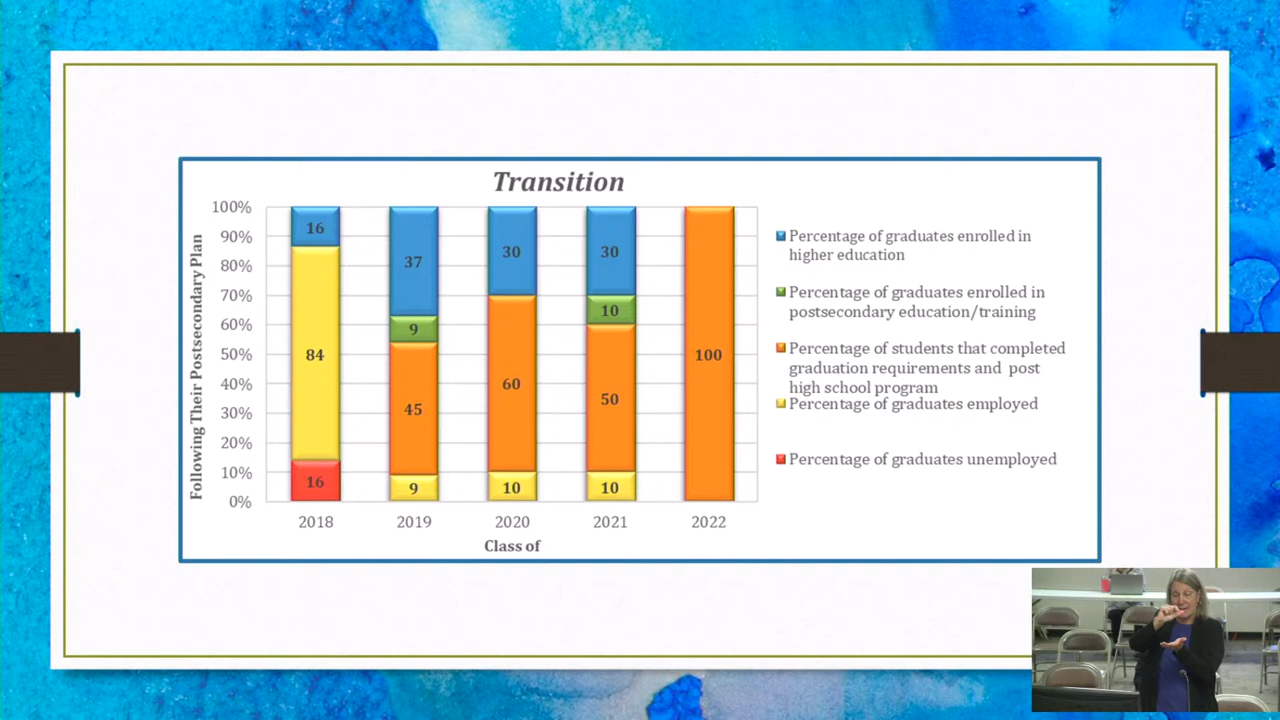 Transition
Following Their Postsecondary Plan
100%
90%
80%
70%
60%
50%
40%
30%
20%
10%
0%
16
84
16
37
9
45
9
30
60
10
30
10
50
10
100
2018
2019
2020
2021
2022
Class of
Percentage of graduates enrolled in
higher education
Percentage of graduates enrolled in
postsecondary education/training
Percentage of students that completed
graduation requirements and post
high school program
Percentage of graduates employed
Percentage of graduates unemployed